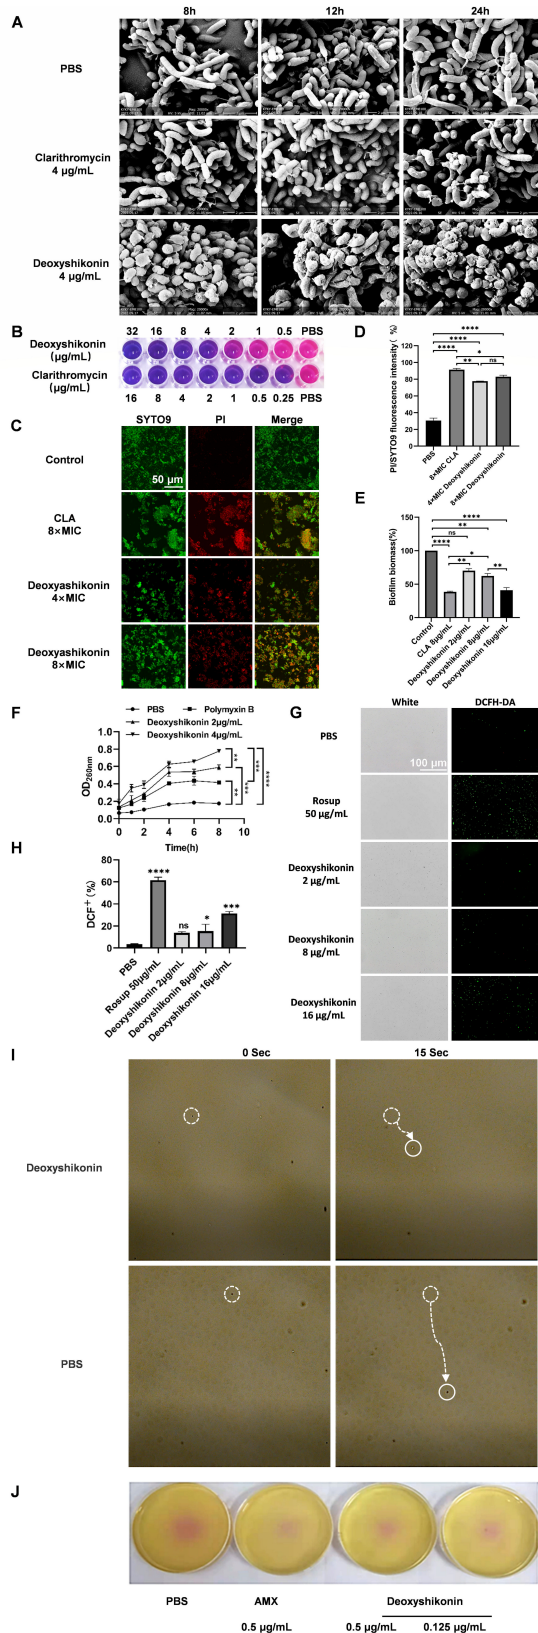 8h 12h 24h
A
PBS
Clarithromycin
4 μg/mL
Deoxyshikonin
4 μg/mL
B
32 16 8 4 2 1 0.5 PBS
Deoxyshikonin
(μg/mL)
Clarithromycin
(μg/mL)
16 8 4 2 1 0.5 0.25 PBS
C
SYTO9 PI Merge
Control
50 μm
CLA
8×MIC
Deoxyashikonin
4×MIC
Deoxyashikonin
8×MIC
D
PI/SYTO9 fluorescence intensity( %)
120
100
80
60
40
20
0
****
****
**** *
** ns
PBS
8×MIC CLA
4×MIC Deoxyshikonin
8×MIC Deoxyshikonin
E
Biofilm biomass(%)
150
100
50
0
****
**
ns
**** *
** **
Control
CLA 8μg/mL
Deoxyshikonin 2μg/mL
Deoxyshikonin 8μg/mL
Deoxyshikonin 16μg/mL
F
PBS Polymyxin B
Deoxyshikonin 2μg/mL
Deoxyshikonin 4μg/mL
OD260nm
1.0
0.8
0.6
0.4
0.2
0.0
0 2 4 6 8 10
Time(h)
**
***
**
***
****
G
White DCFH-DA
PBS
100 μm
Rosup
50 μg/mL
Deoxyshikonin
2 μg/mL
Deoxyshikonin
8 μg/mL
Deoxyshikonin
16 μg/mL
H
DCF+ (%)
80
60
40
20
0
****
ns
*
***
PBS
Rosup 50μg/mL
Deoxyshikonin 2μg/mL
Deoxyshikonin 8μg/mL
Deoxyshikonin 16μg/mL
I
0 Sec 15 Sec
Deoxyshikonin
PBS
J
PBS AMX Deoxyshikonin
0.5 μg/mL 0.5 μg/mL 0.125 μg/mL